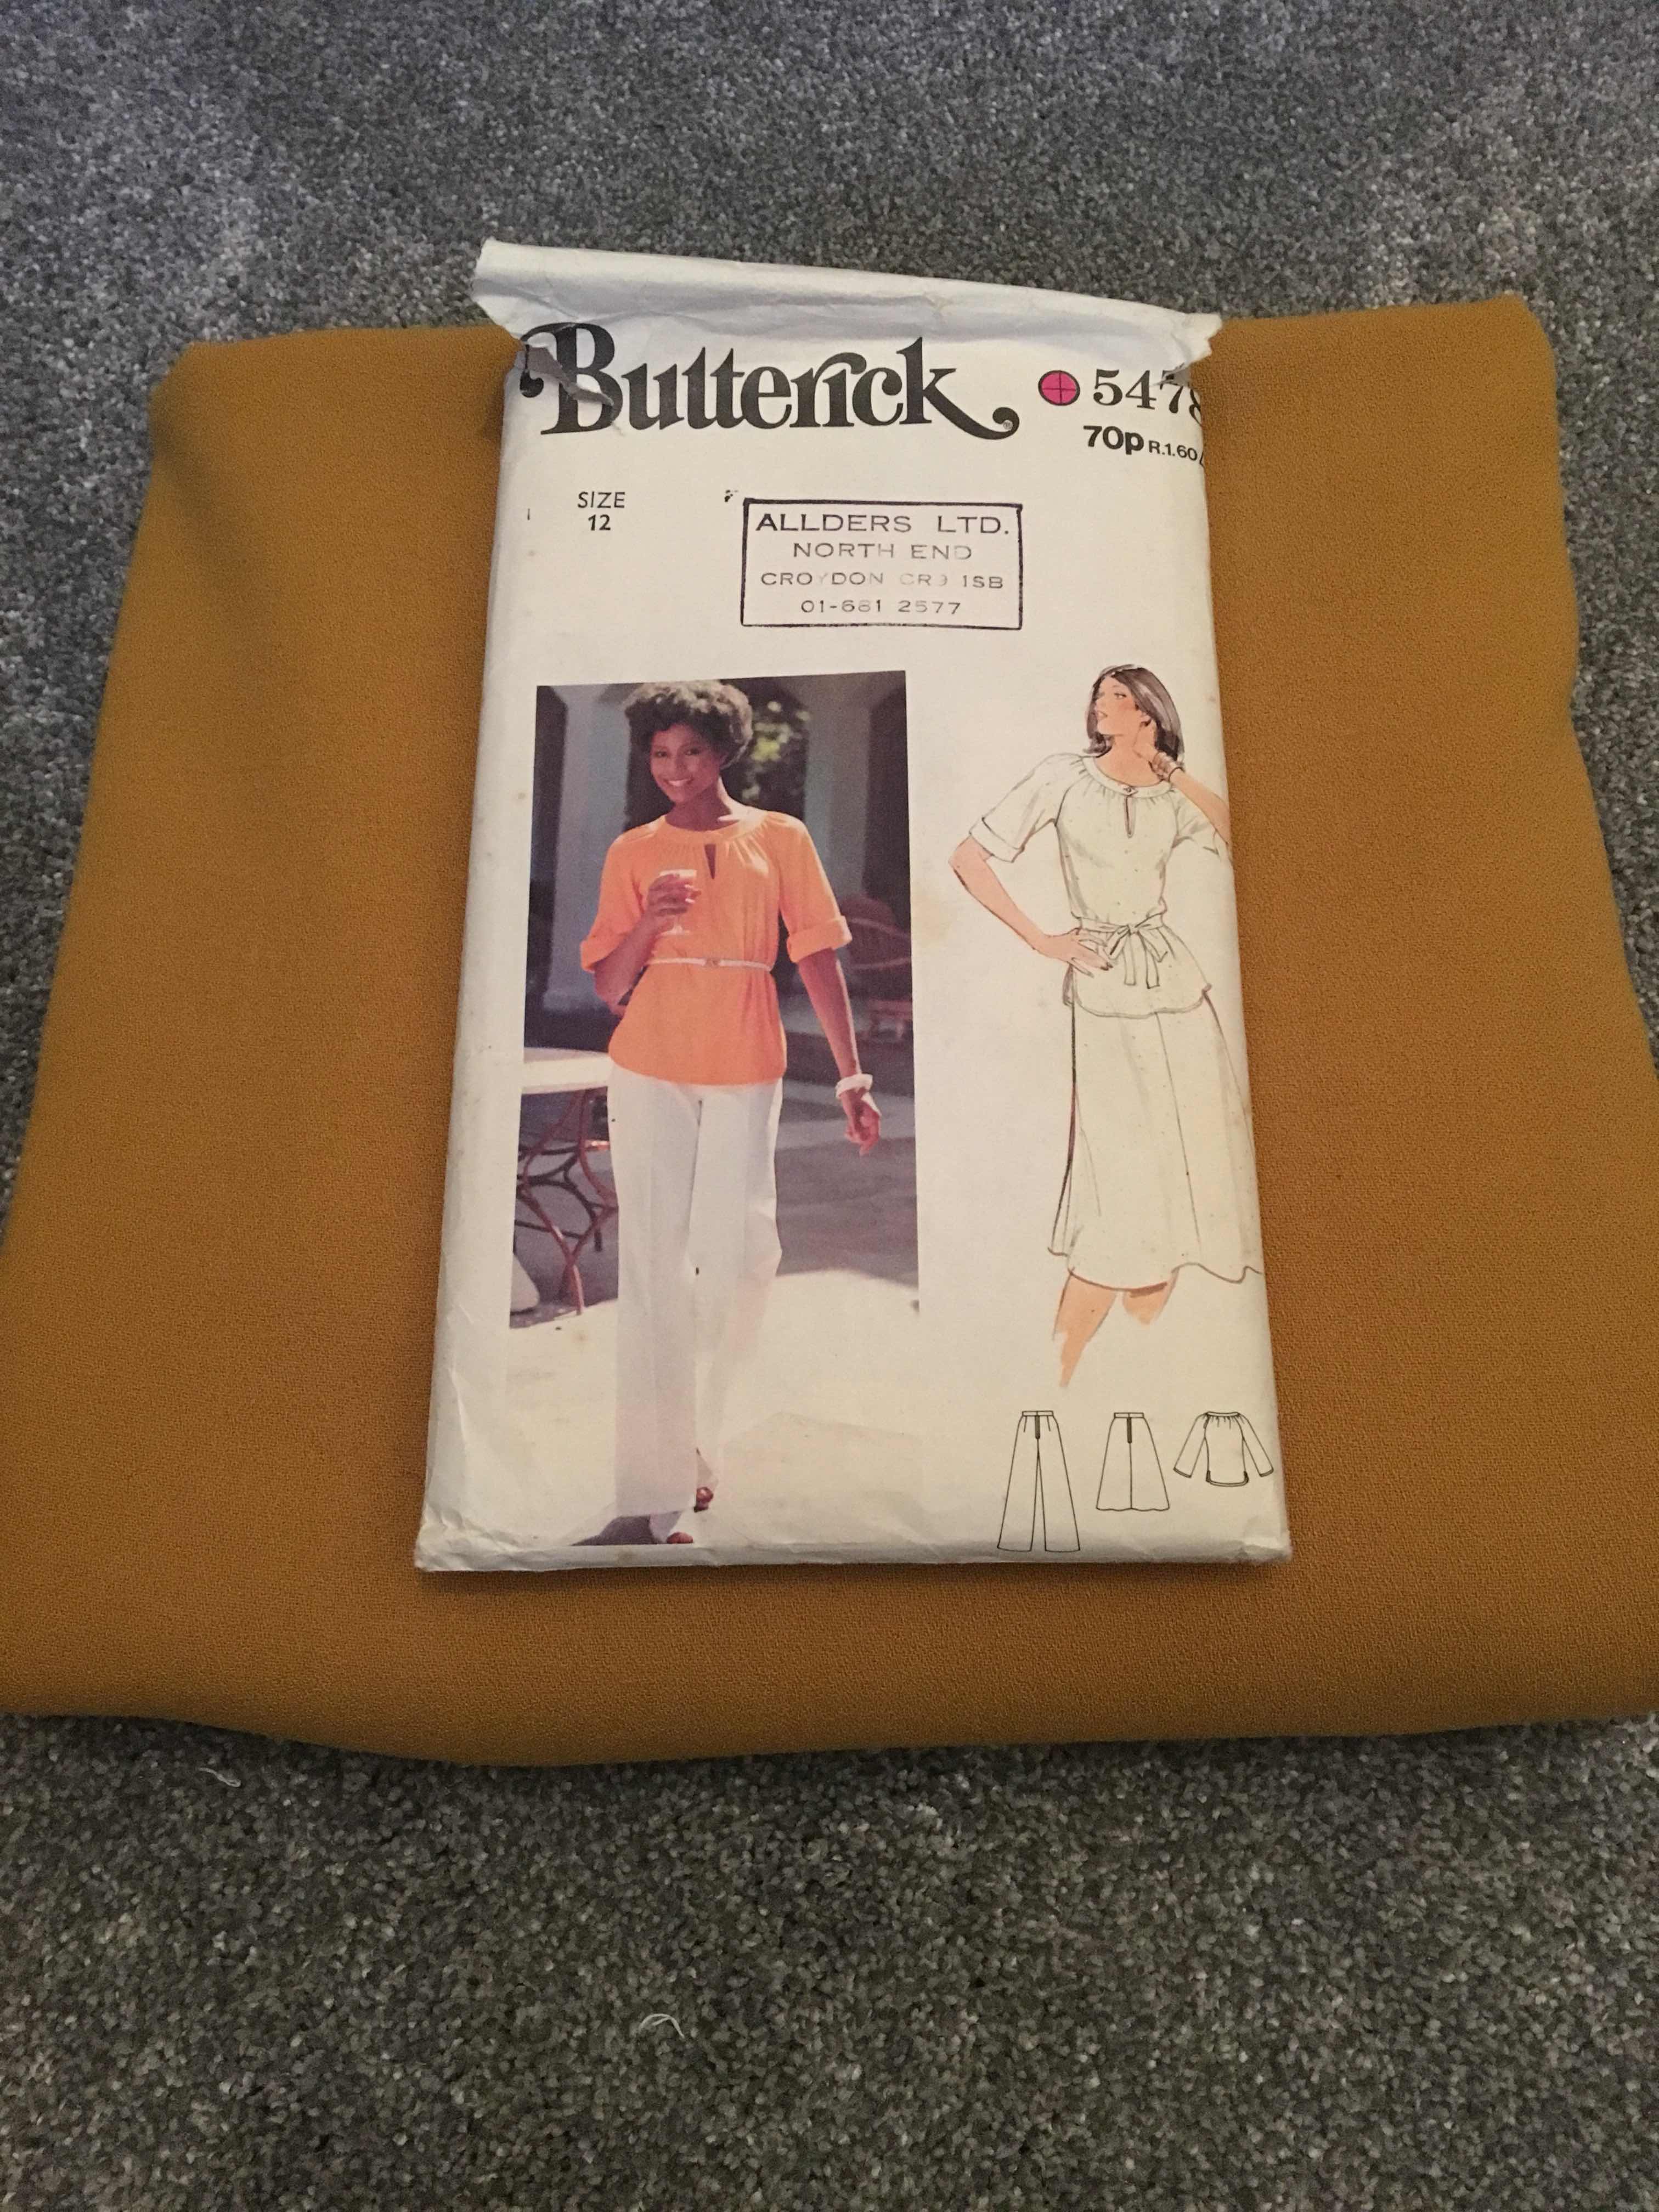 Butterick
5478
70p R.1.60
SIZE
12
ALLDERS LTD.
NORTH END
CROYDON CR9 1SB
01-681 2577